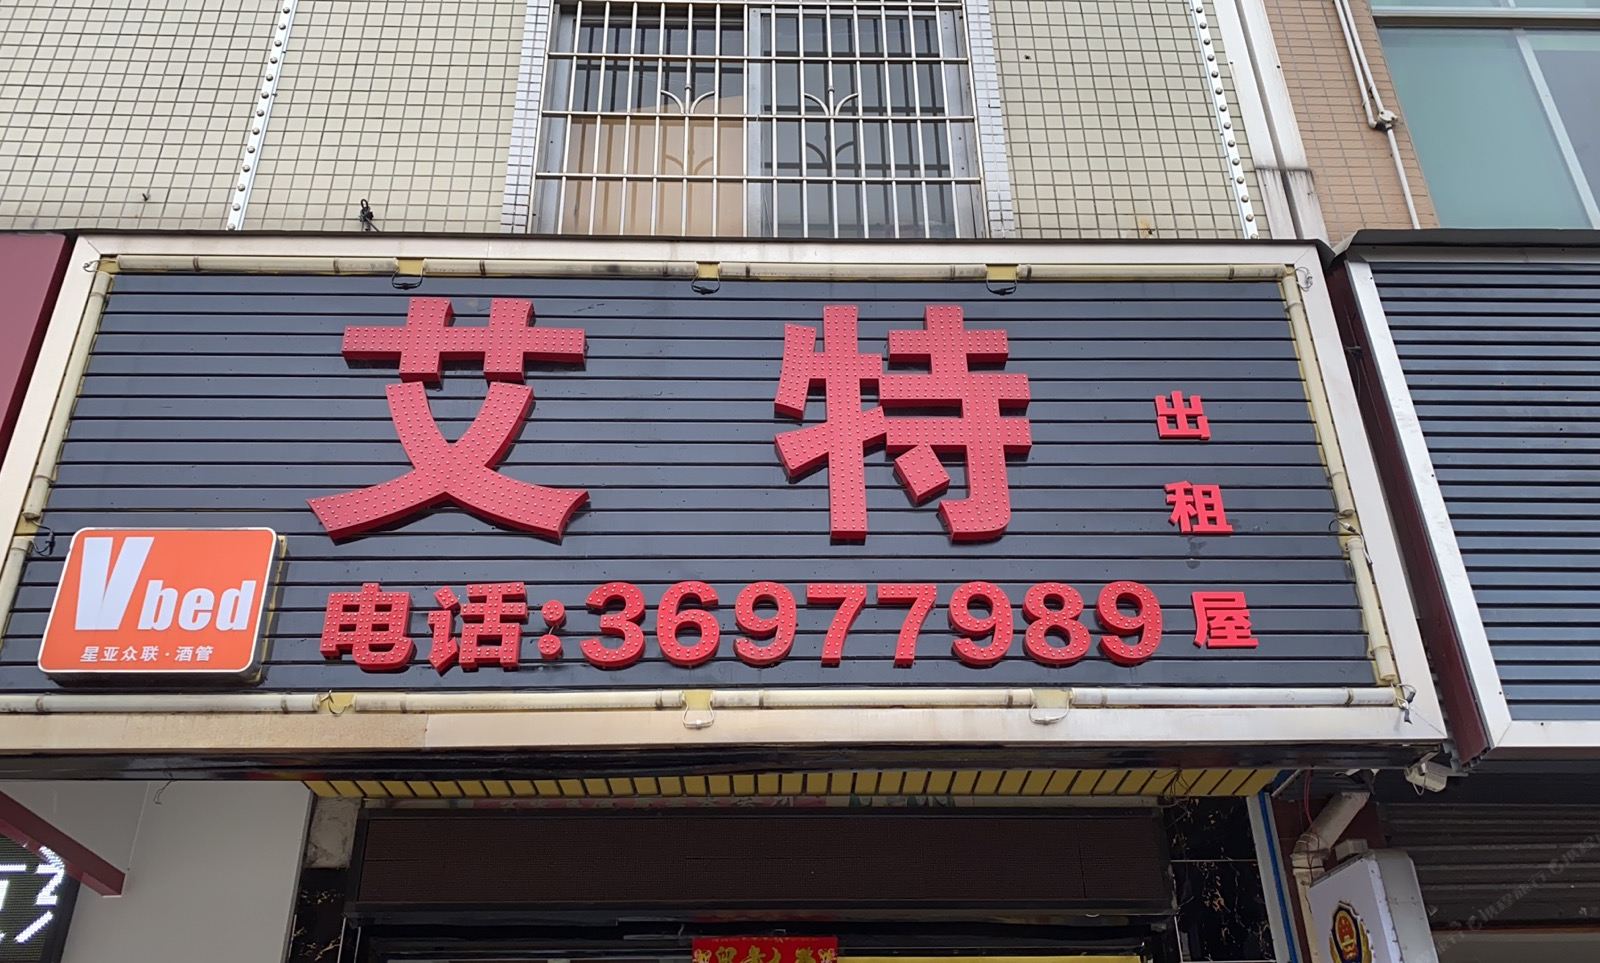 艾特
出租屋
电话:36977989
Vbed
星亚众联·酒管